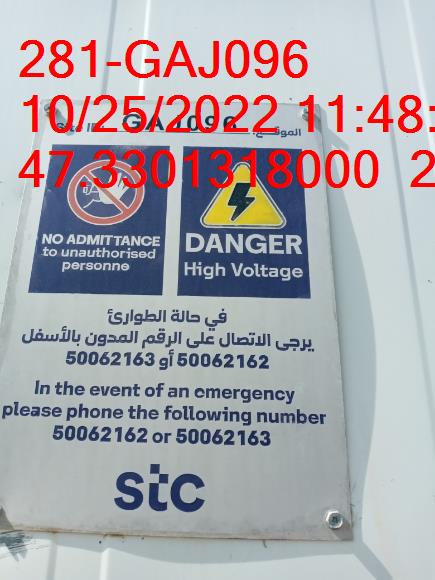 281-GAJ096
10/25/2022 11:48:
47.3301318000 2
GAJ096 الموقع:
NO ADMITTANCE
to unauthorised
personne
DANGER
High Voltage
في حالة الطوارئ
يرجى الاتصال على الرقم المدون بالأسفل
50062162 أو 50062163
In the event of an emergency
please phone the following number
50062162 or 50062163
stc